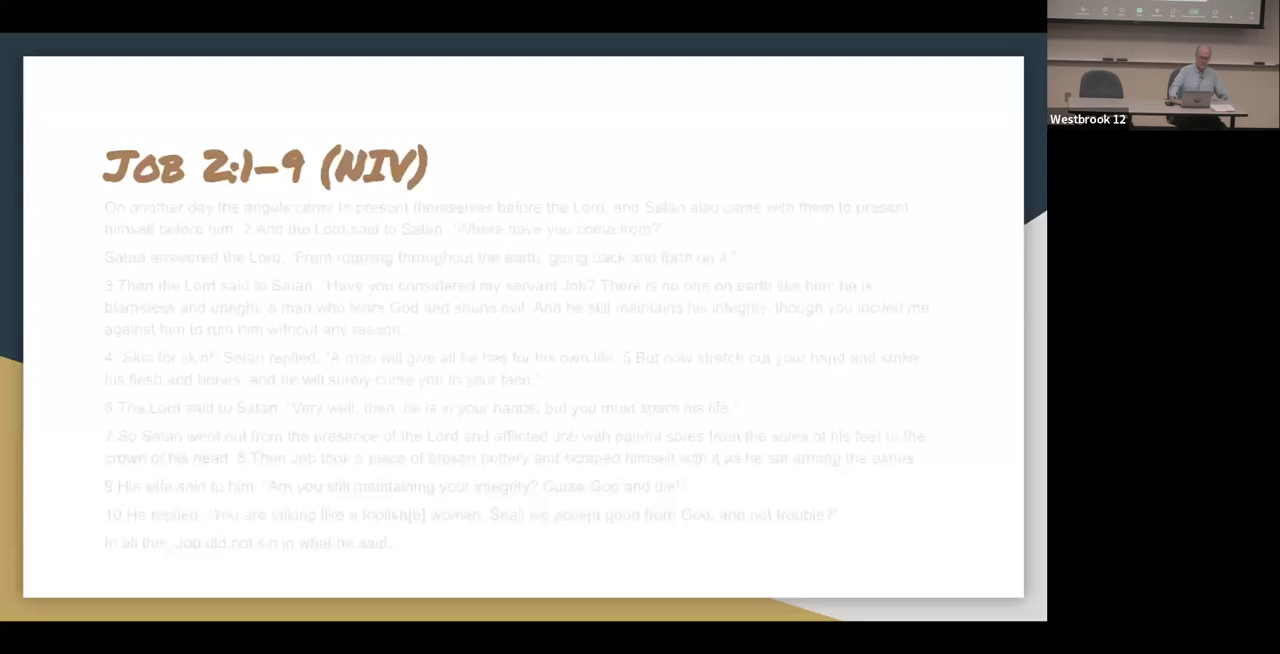 Job 2:1-9 (NIV)
On another day the angels came to present themselves before the Lord, and Satan also came with them to present
himself before him. 2 And the Lord said to Satan, "Where have you come from?"
Satan answered the Lord, "From roaming throughout the earth, going back and forth on it."
3 Then the Lord said to Satan, "Have you considered my servant Job? There is no one on earth like him; he is
blameless and upright, a man who fears God and shuns evil. And he still maintains his integrity, though you incited me
against him to ruin him without any reason."
4 "Skin for skin!" Satan replied. "A man will give all he has for his own life. 5 But now stretch out your hand and strike
his flesh and bones, and he will surely curse you to your face."
6 The Lord said to Satan, "Very well, then, he is in your hands; but you must spare his life."
7 So Satan went out from the presence of the Lord and afflicted Job with painful sores from the soles of his feet to the
crown of his head. 8 Then Job took a piece of broken pottery and scraped himself with it as he sat among the ashes.
9 His wife said to him, "Are you still maintaining your integrity? Curse God and die!"
10 He replied, "You are talking like a foolish[b] woman. Shall we accept good from God, and not trouble?"
In all this, Job did not sin in what he said.
Westbrook 12